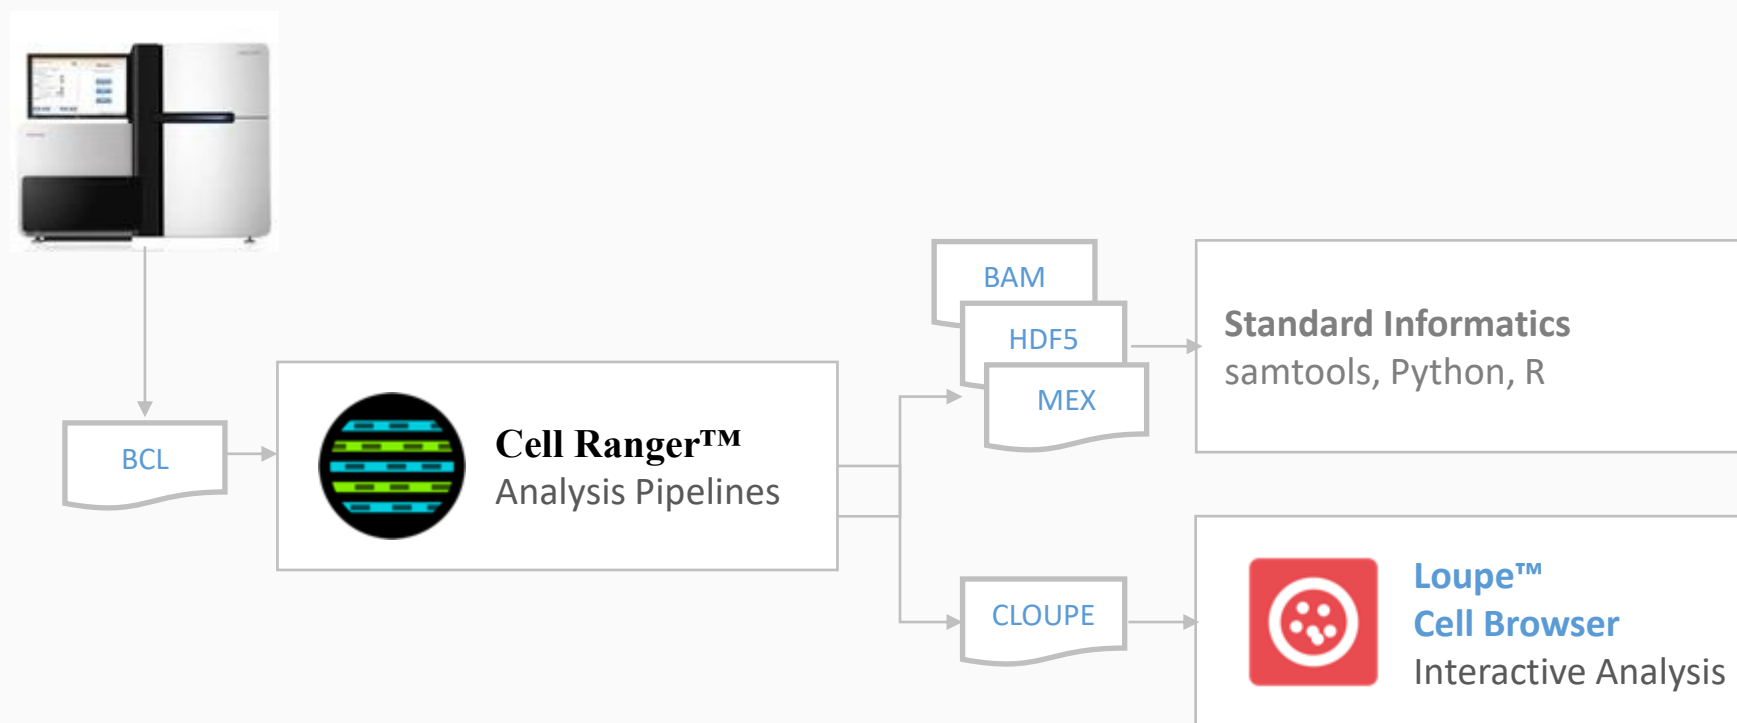 BCL
Cell Ranger™
Analysis Pipelines
BAM
HDF5
MEX
Standard Informatics
samtools, Python, R
CLOUPE
Loupe™
Cell Browser
Interactive Analysis